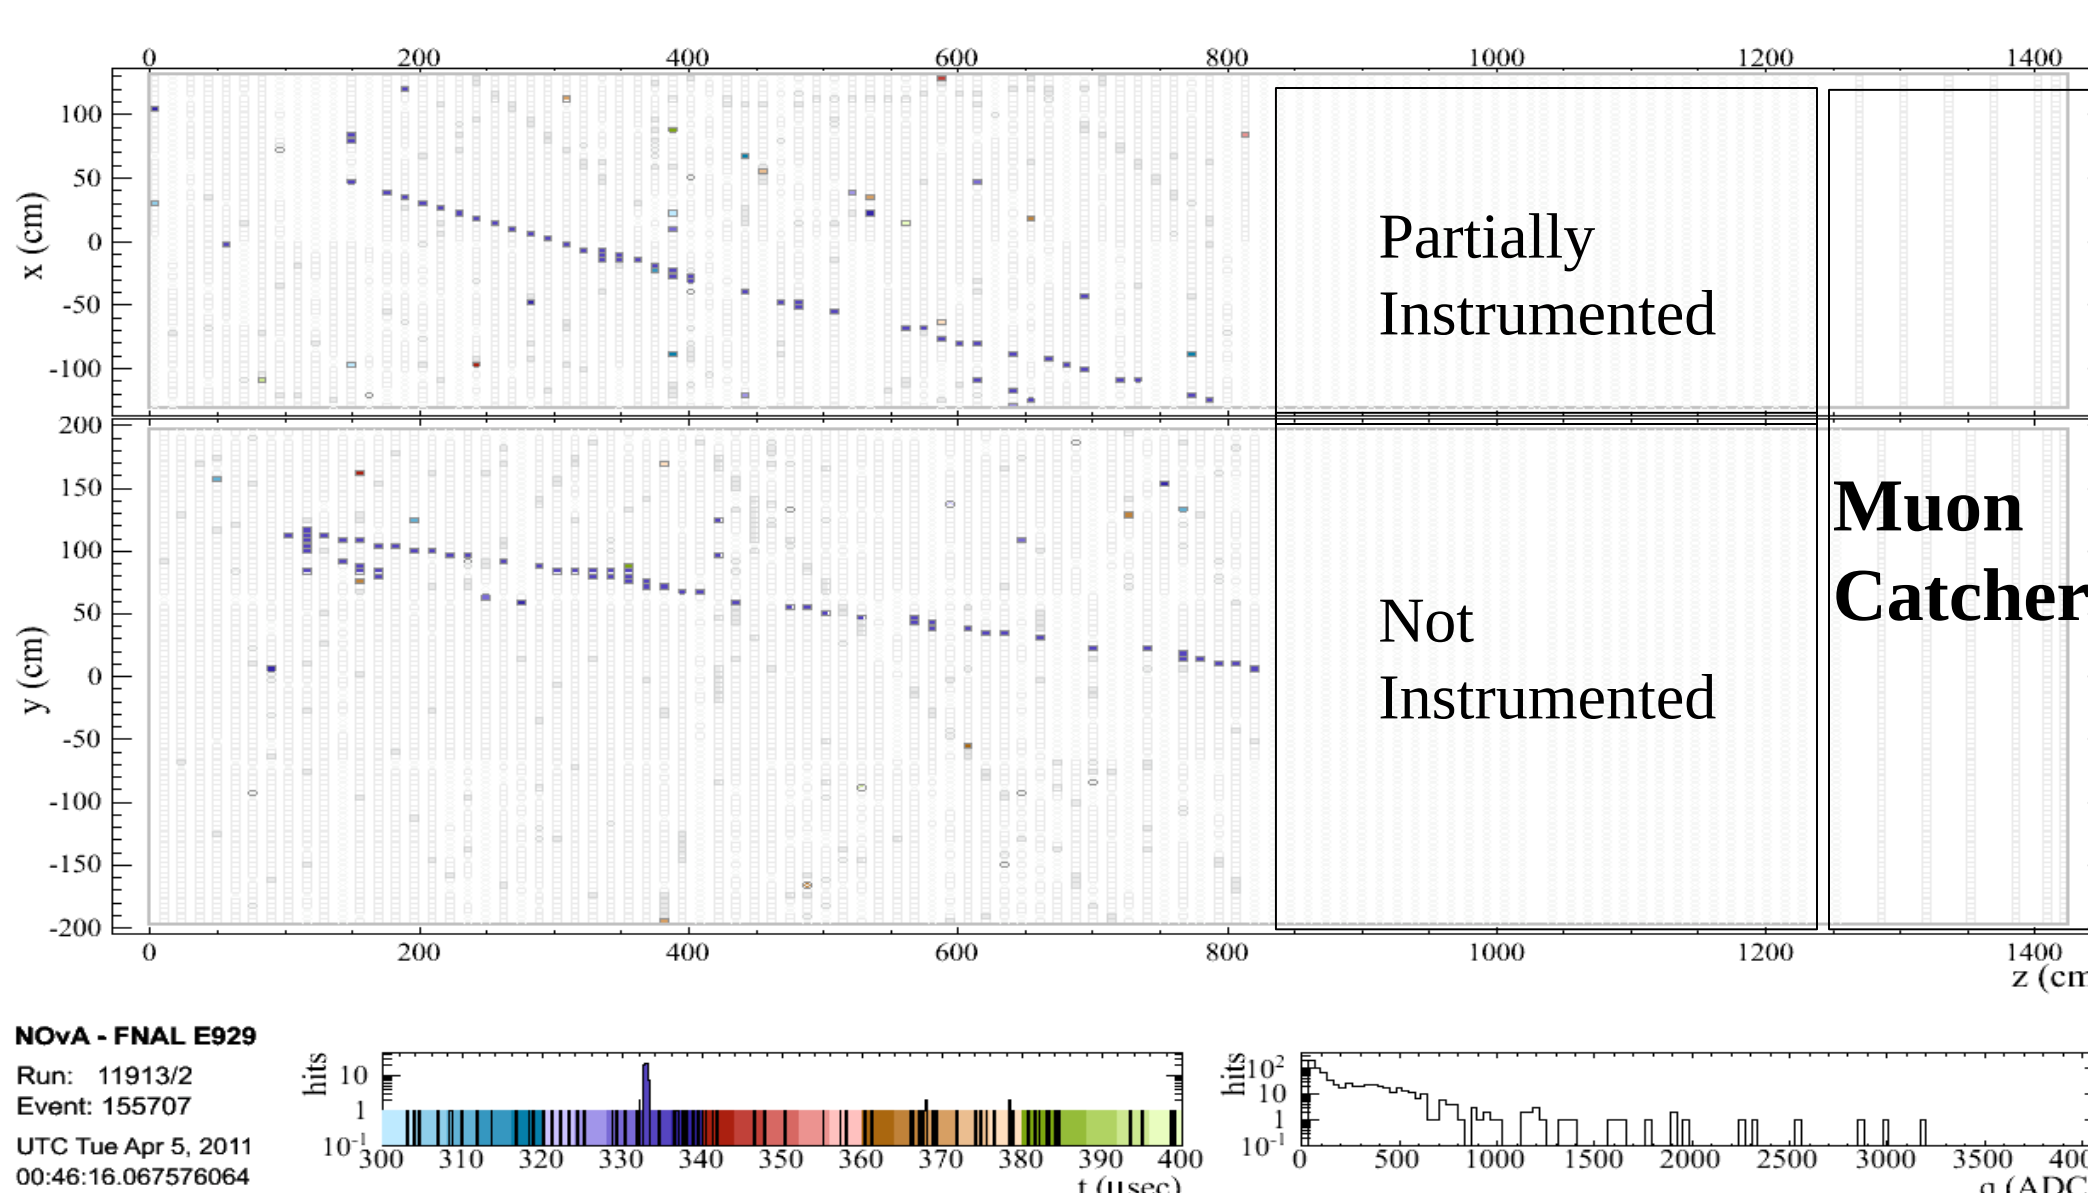 0 200 400 600 800 1000 1200 1400
100
50
0
-50
-100
x (cm)
Partially
Instrumented
200
150
100
50
0
-50
-100
-150
-200
y (cm)
Not
Instrumented
Muon
Catcher
0 200 400 600 800 1000 1200 1400
z (cm
NOvA - FNAL E929
Run: 11913/2
Event: 155707
UTC Tue Apr 5, 2011
00:46:16.067576064
hits
10
1
10-1
300 310 320 330 340 350 360 370 380 390 400
t (μsec)
hits
102
10
1
10-1
0 500 1000 1500 2000 2500 3000 3500 400
q (ADC